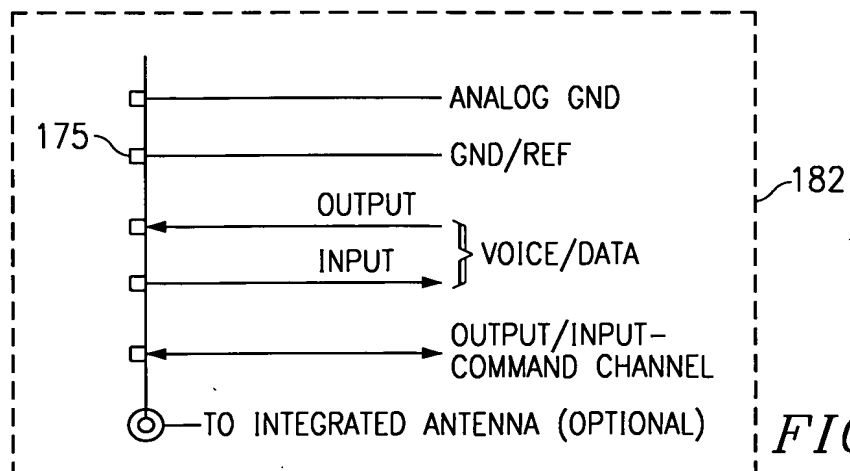 ANALOG GND
175
GND/REF
182
OUTPUT
VOICE/DATA
INPUT
OUTPUT/INPUT-
COMMAND CHANNEL
TO INTEGRATED ANTENNA (OPTIONAL)